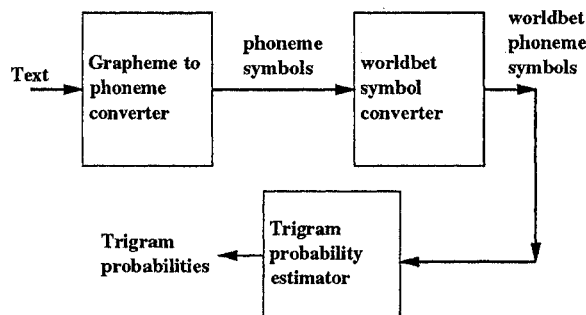 Text
Grapheme to
phoneme
converter
phoneme
symbols
worldbet
symbol
converter
worldbet
phoneme
symbols
Trigram
probability
estimator
Trigram
probabilities